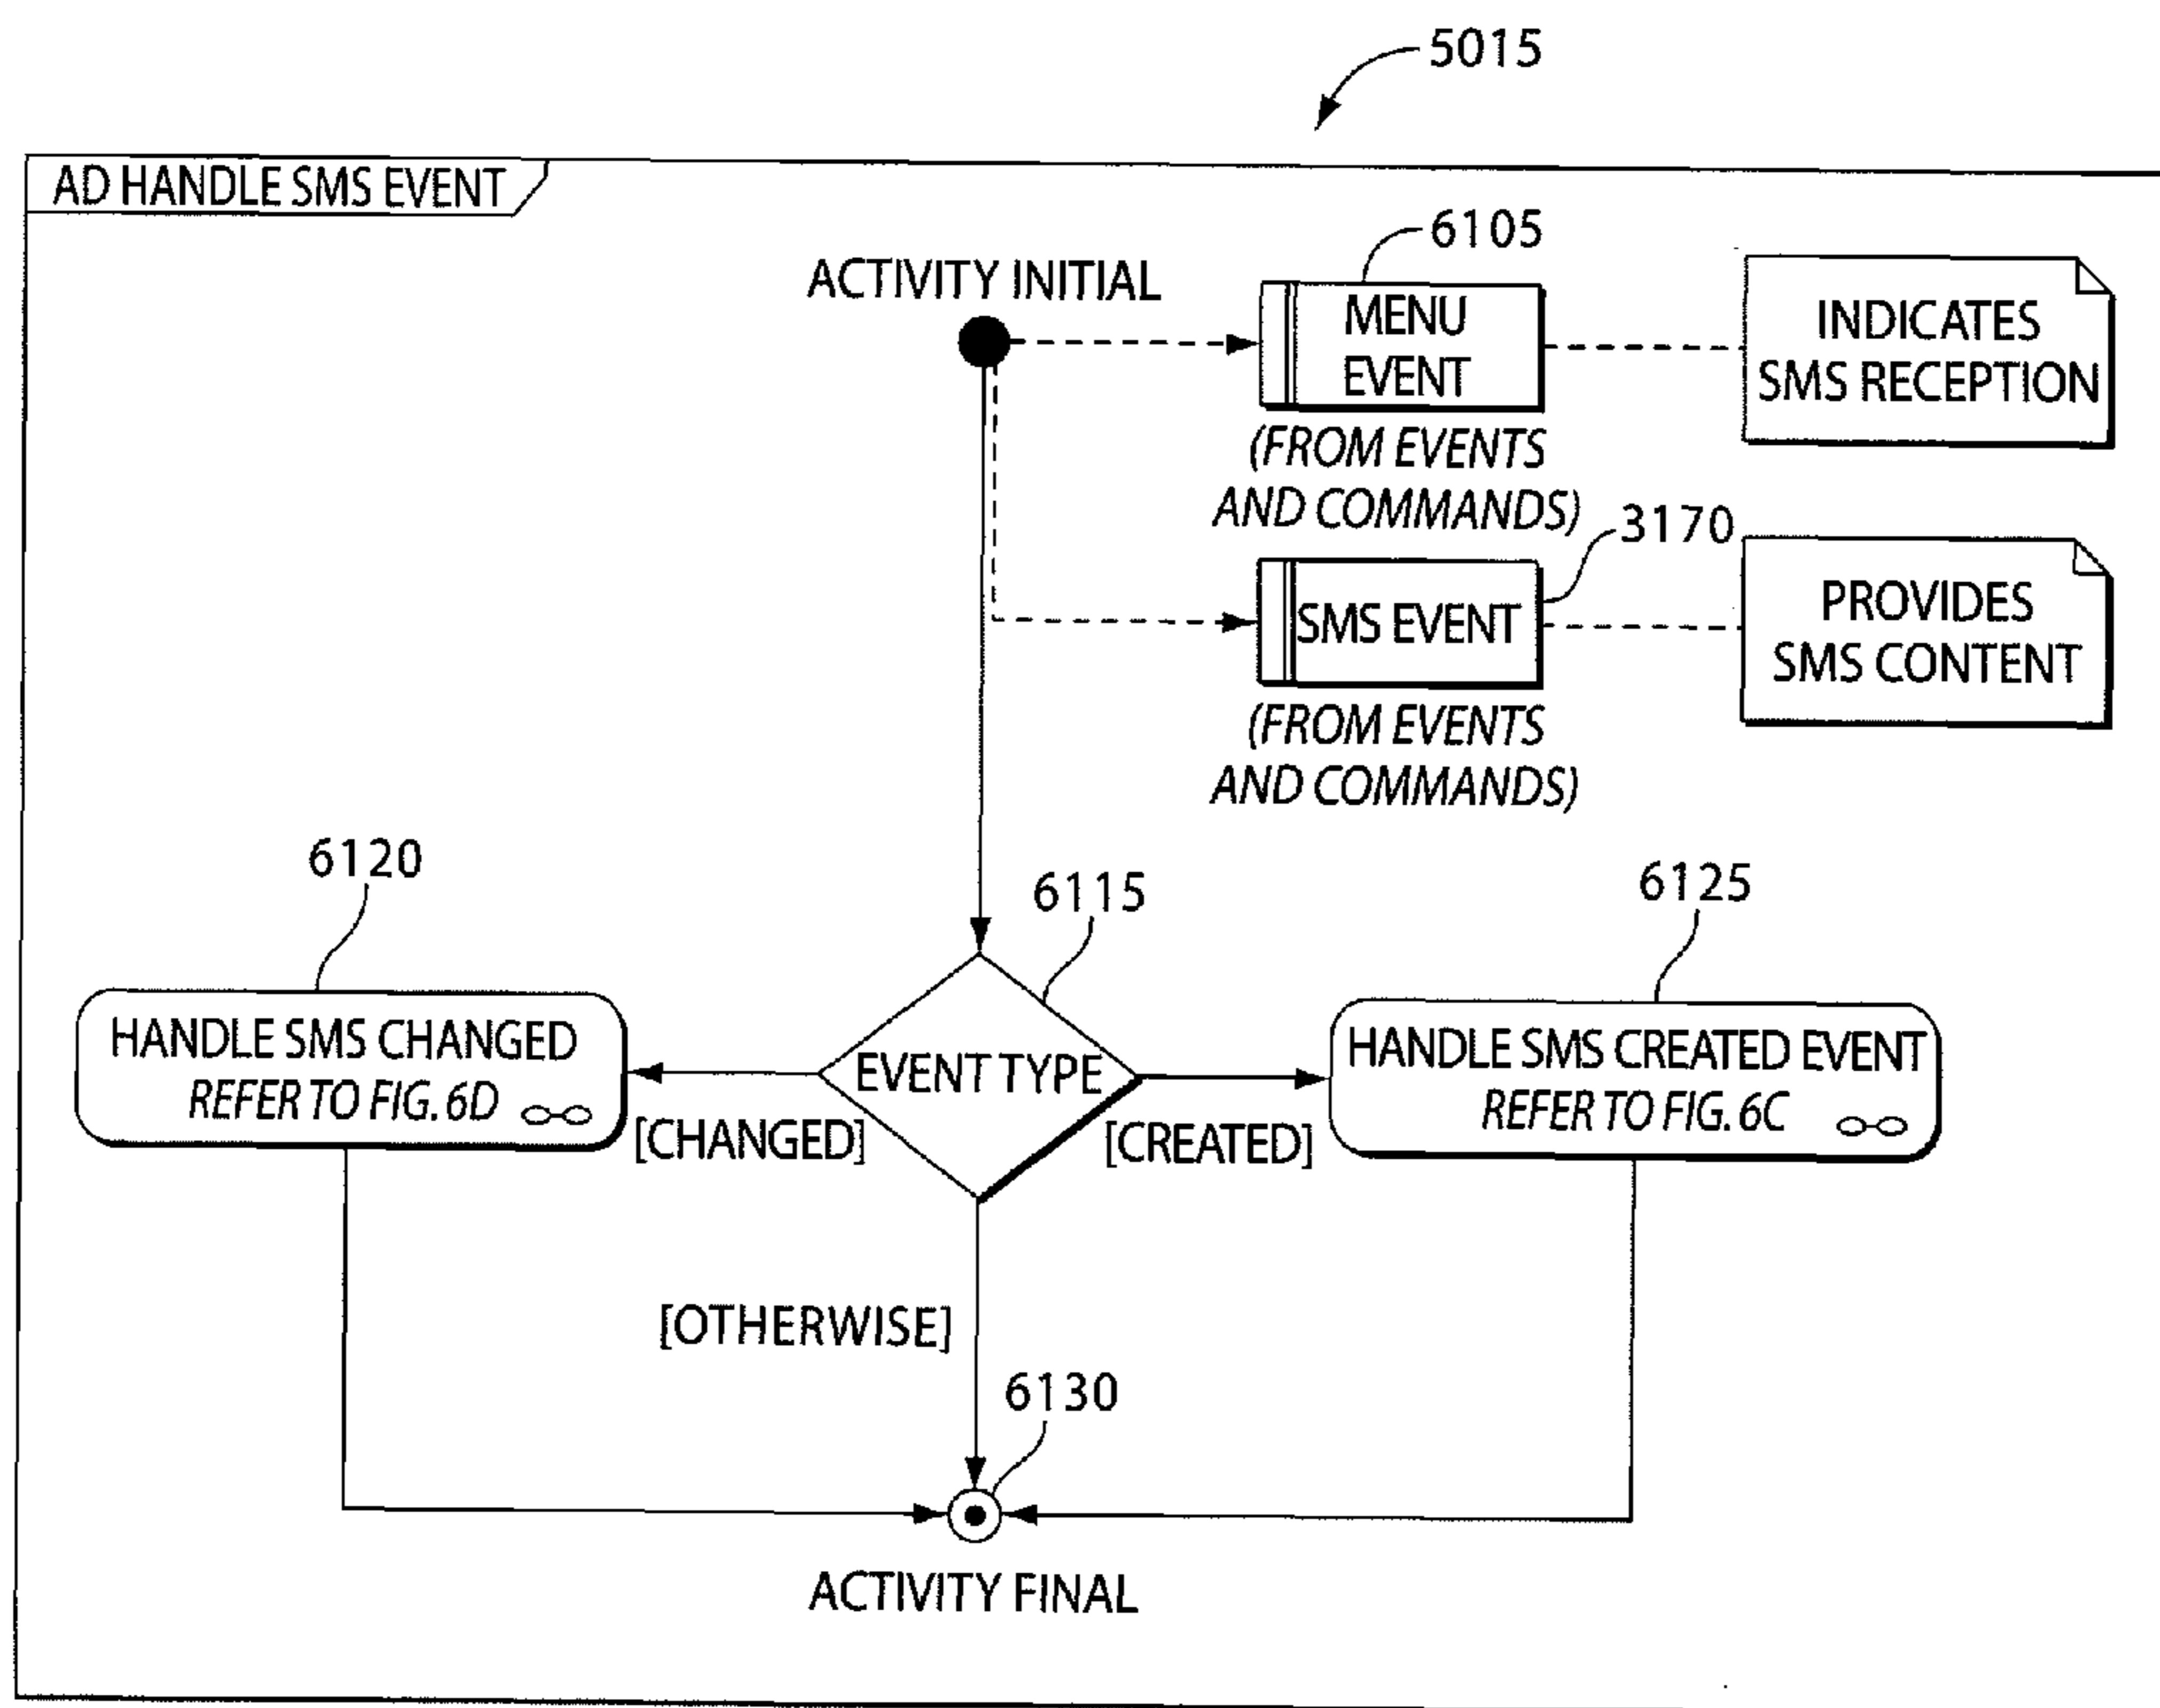 5015
AD HANDLE SMS EVENT
6105
ACTIVITY INITIAL
MENU
EVENT
INDICATES
SMS RECEPTION
(FROM EVENTS
AND COMMANDS)
3170
SMS EVENT
PROVIDES
SMS CONTENT
(FROM EVENTS
AND COMMANDS)
6120
6115
6125
HANDLE SMS CHANGED
REFER TO FIG. 6D
EVENT TYPE
HANDLE SMS CREATED EVENT
REFER TO FIG. 6C
[CHANGED]
[CREATED]
[OTHERWISE]
6130
ACTIVITY FINAL